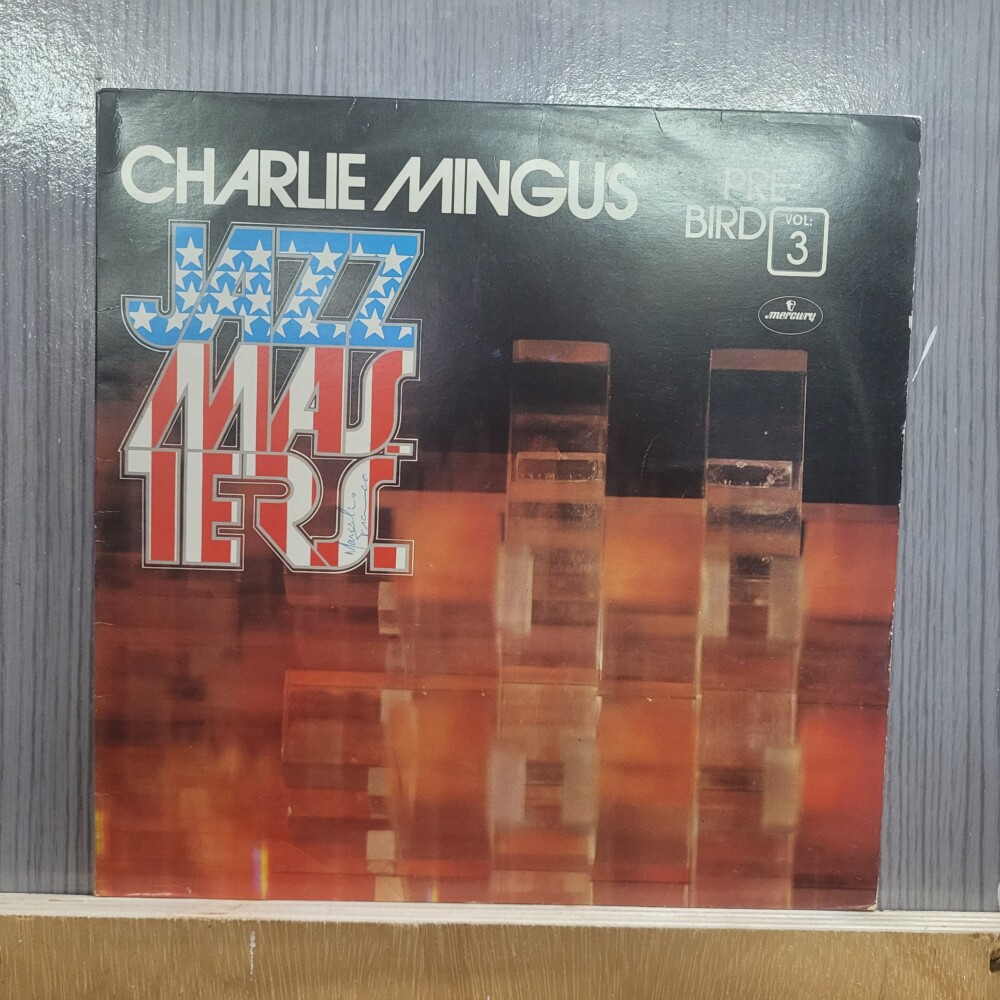 CHARLIE MINGUS
PRE-
BIRD
VOL:
3
mercury
JAZZ
MAS.
TERS.